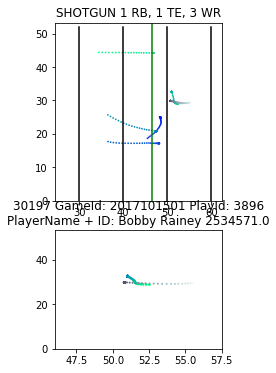 SHOTGUN 1 RB, 1 TE, 3 WR
50
40
30
20
10
0
30 40 50 60
30197 GameId: 2017101501 PlayId: 3896
PlayerName + ID: Bobby Rainey 2534571.0
40
20
0
47.5 50.0 52.5 55.0 57.5